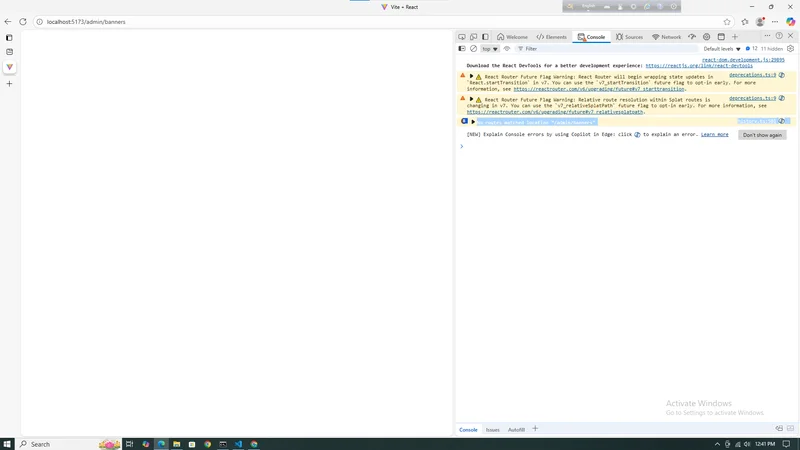 Vite + React
English
localhost:5173/admin/banners
Welcome
Elements
Console
Sources
Network
top
Filter
Default levels
12
11 hidden
react-dom.development.js:29895
Download the React DevTools for a better development experience: https://reactjs.org/link/react-devtools
deprecations.ts:9
React Router Future Flag Warning: React Router will begin wrapping state updates in
`React.startTransition` in v7. You can use the `v7_startTransition` future flag to opt-in early. For more
information, see https://reactrouter.com/v6/upgrading/future#v7_starttransition.
deprecations.ts:9
React Router Future Flag Warning: Relative route resolution within Splat routes is
changing in v7. You can use the `v7_relativeSplatPath` future flag to opt-in early. For more information, see
https://reactrouter.com/v6/upgrading/future#v7_relativesplatpath.
No routes matched location "/admin/banners"
[NEW] Explain Console errors by using Copilot in Edge: click
to explain an error. Learn more
Don't show again
Activate Windows
Go to Settings to activate Windows.
Console
Issues
Autofill
Search
12:41 PM